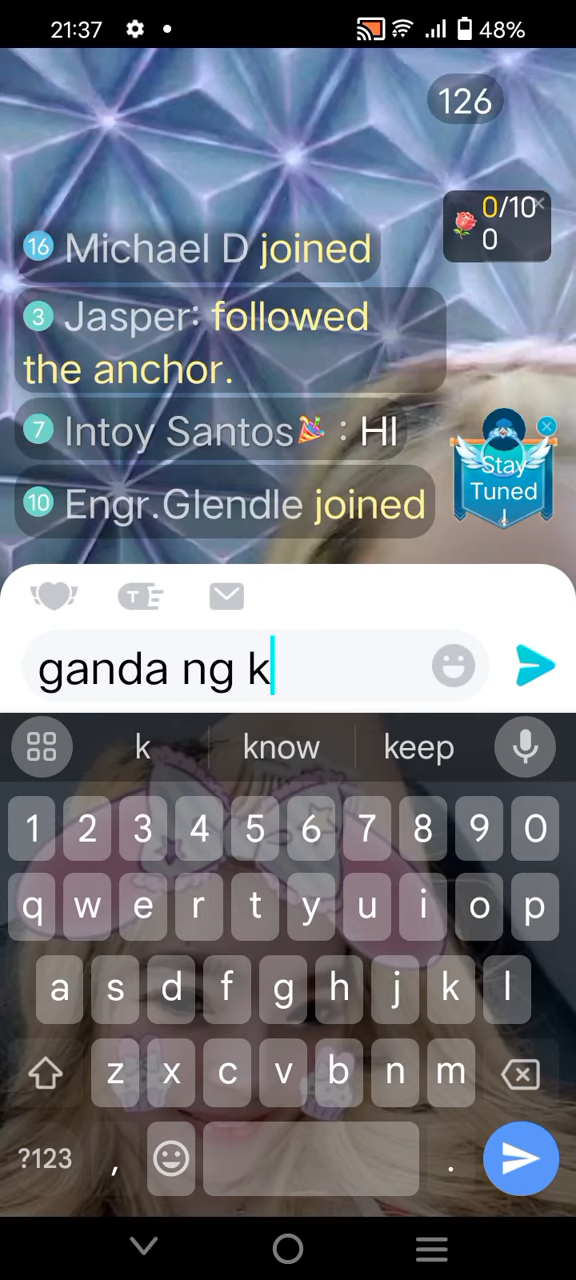 21:37 48%
126
0/10
0
16 Michael D joined
3 Jasper: followed
the anchor.
7 Intoy Santos🎉 : HI
10 Engr.Glendle joined
Stay
Tuned
T
ganda ng k
k know keep
1 2 3 4 5 6 7 8 9 0
q w e r t y u i o p
a s d f g h j k l
z x c v b n m
?123 , .